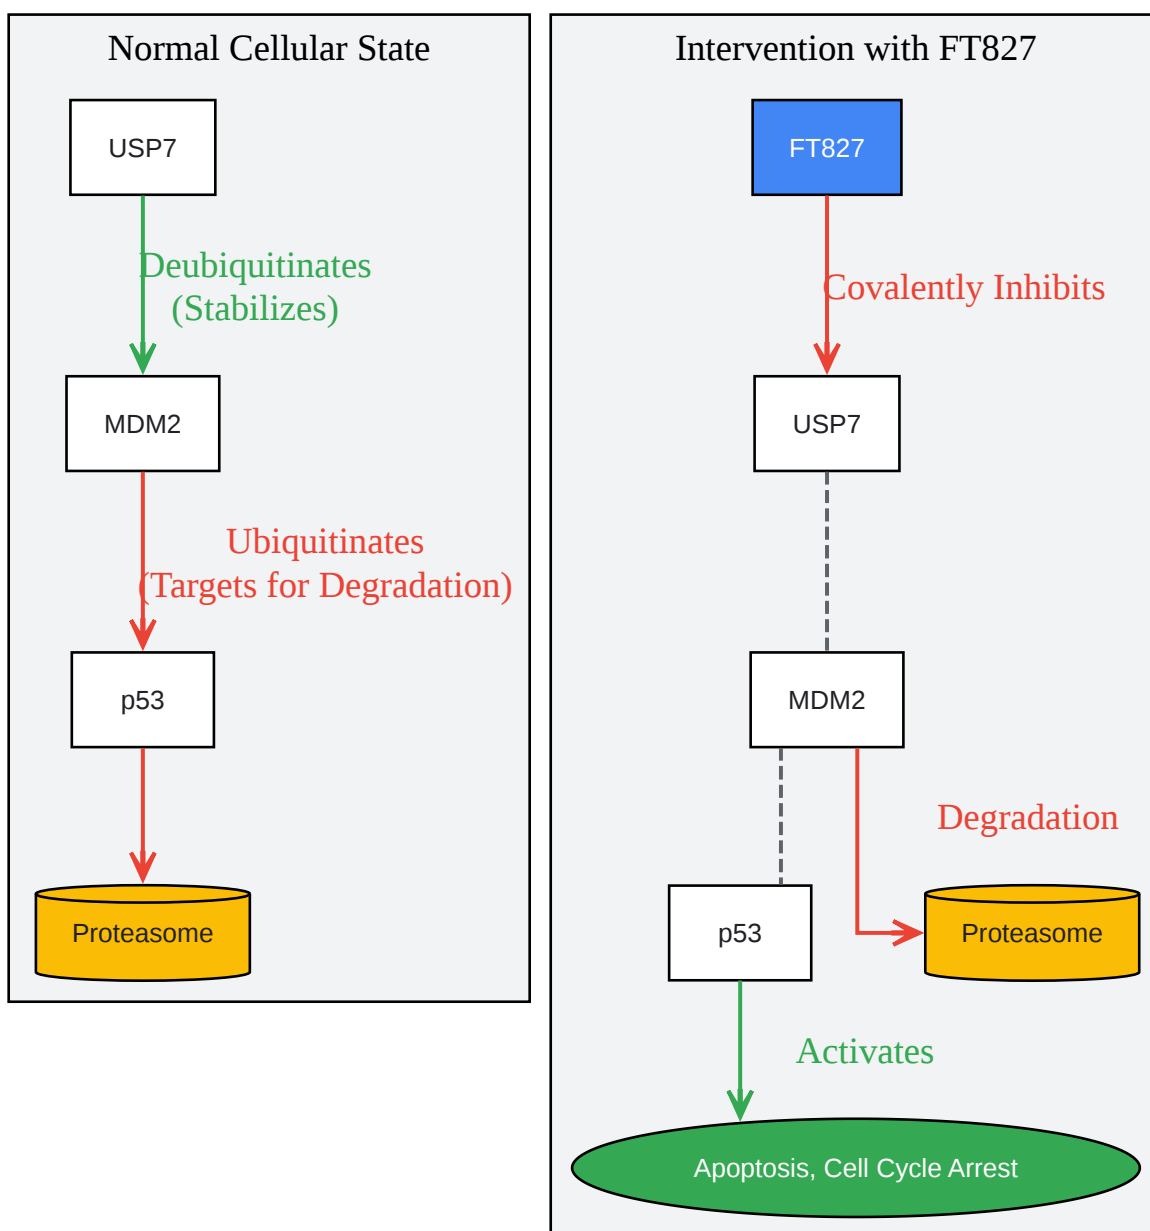 Normal Cellular State
USP7
Deubiquitinates
(Stabilizes)
MDM2
Ubiquitinates
(Targets for Degradation)
p53
Proteasome
Intervention with FT827
FT827
Covalently Inhibits
USP7
MDM2
Degradation
p53
Proteasome
Activates
Apoptosis, Cell Cycle Arrest